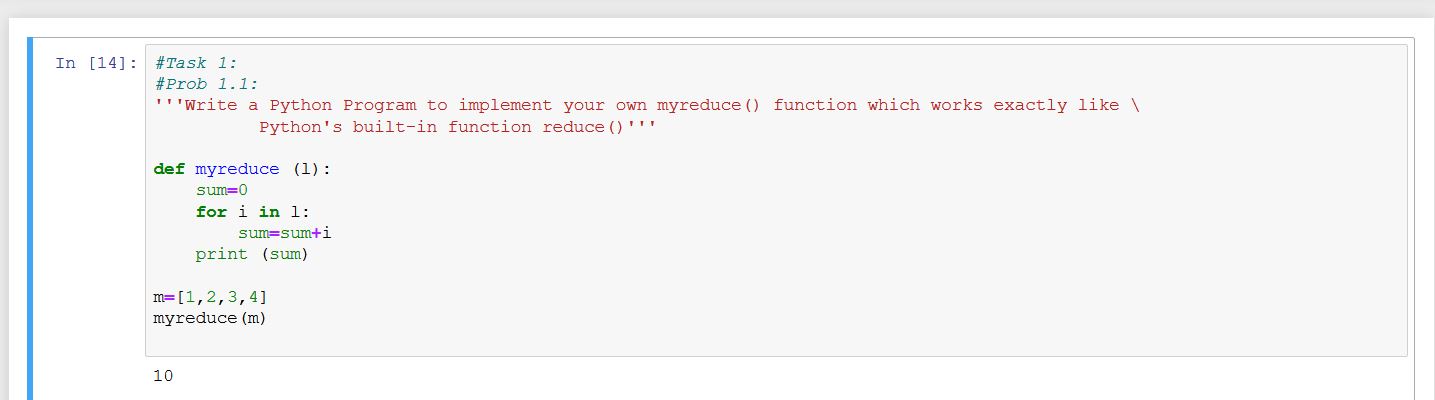 In [14]: #Task 1:
#Prob 1.1:
'''Write a Python Program to implement your own myreduce() function which works exactly like \
Python's built-in function reduce()'''
def myreduce (l):
sum=0
for i in l:
sum=sum+i
print (sum)
m=[1,2,3,4]
myreduce(m)
10